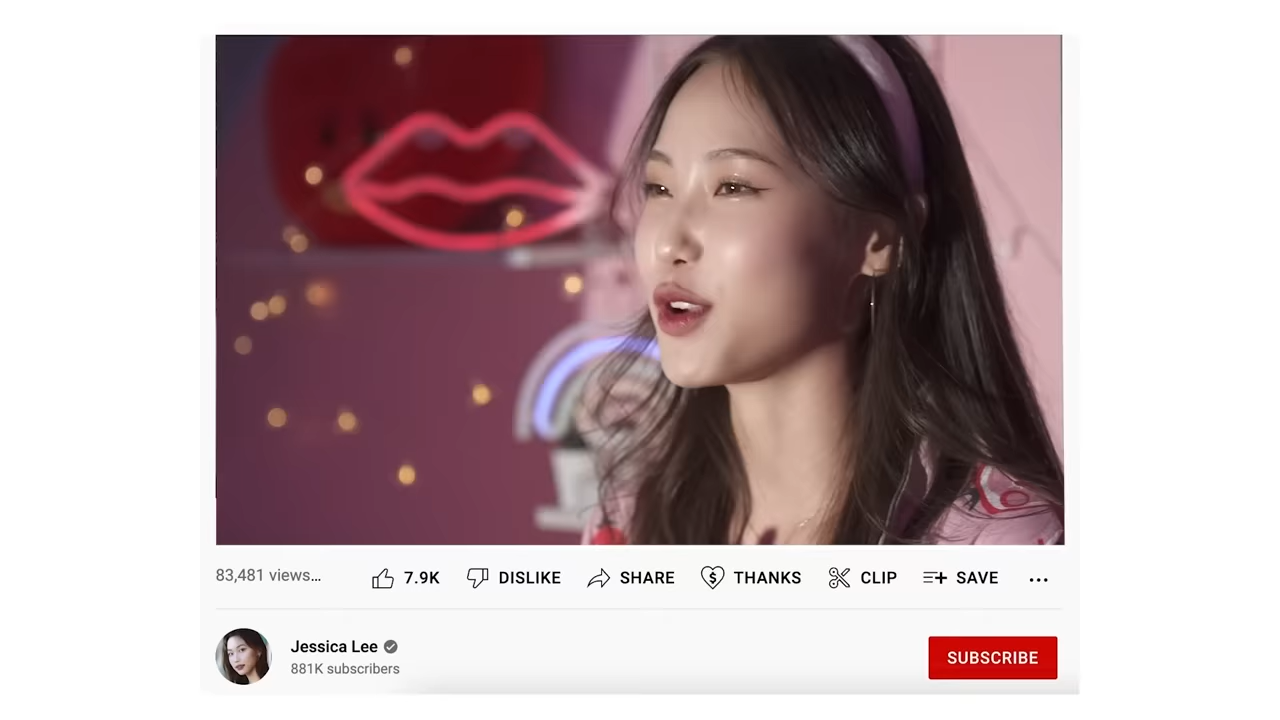 83,481 views… 7.9K DISLIKE SHARE THANKS CLIP SAVE
Jessica Lee
881K subscribers
SUBSCRIBE